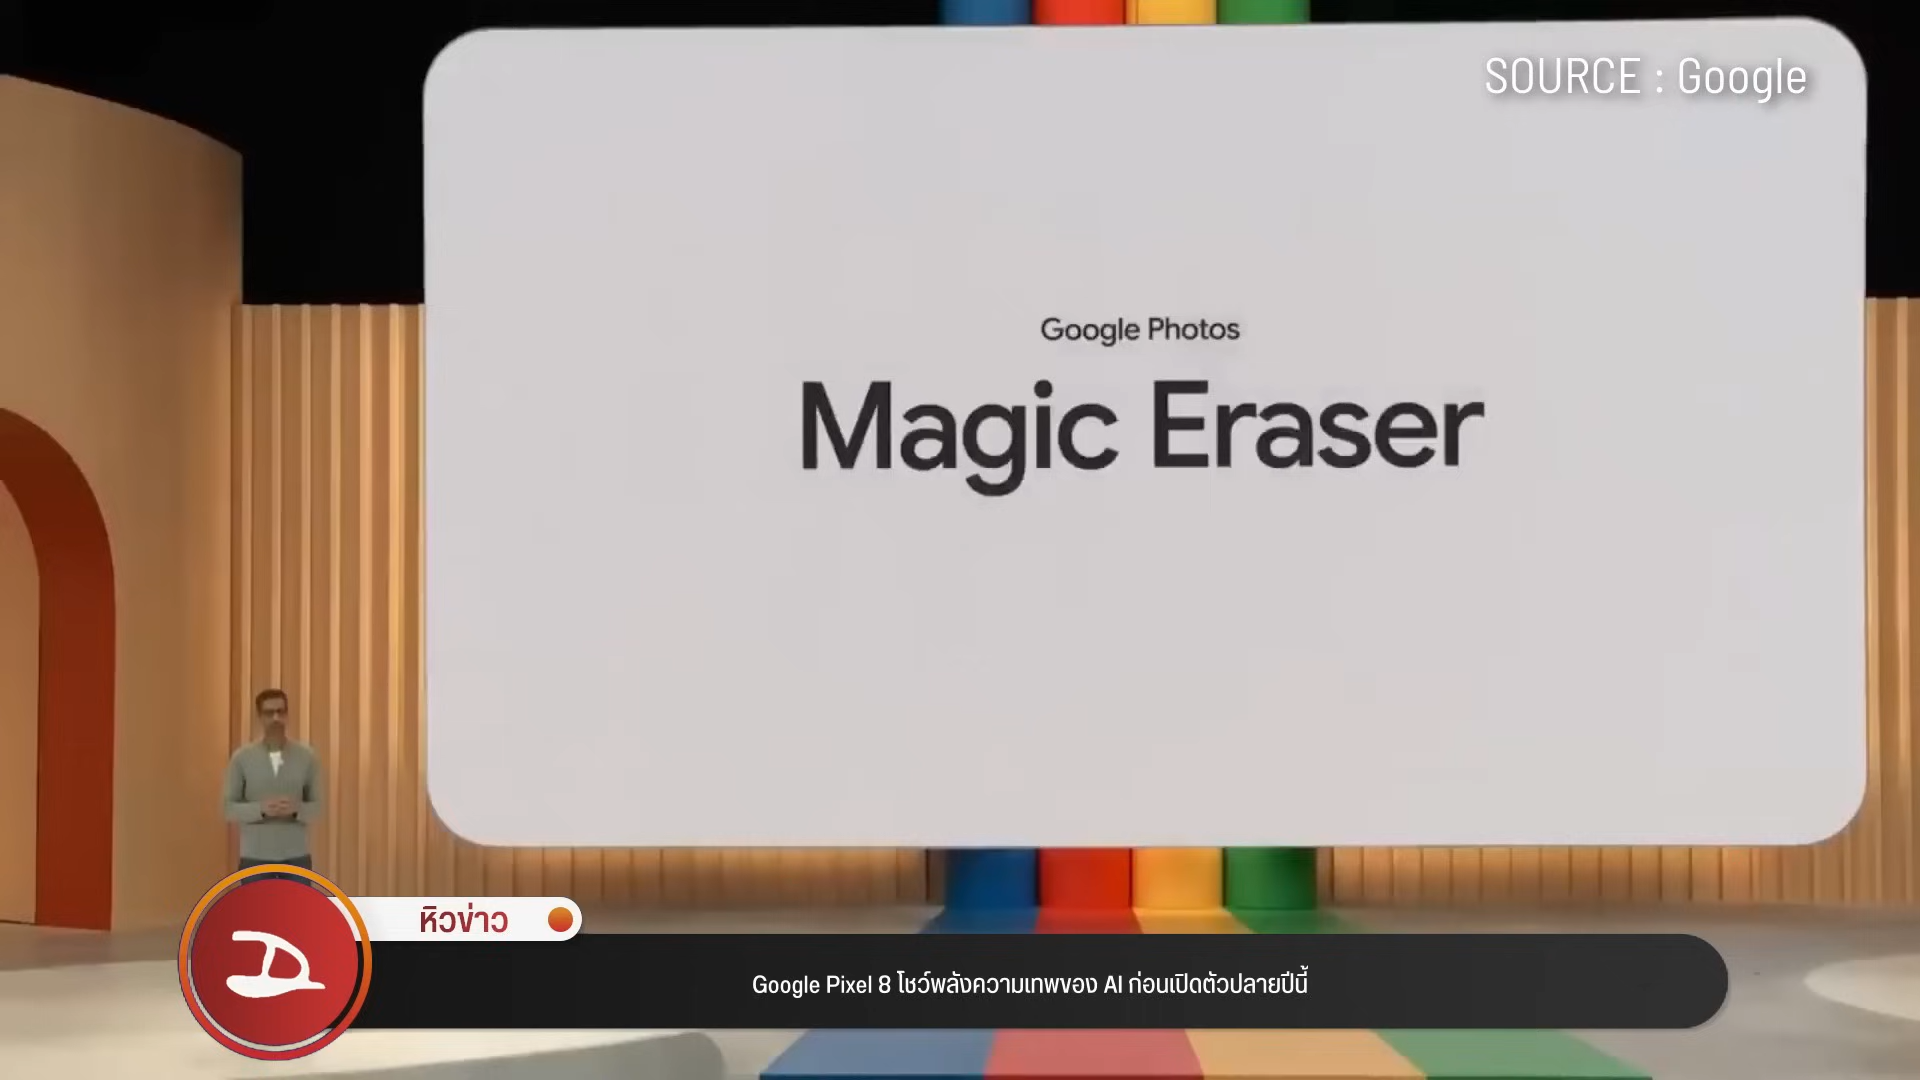 SOURCE : Google
Google Photos
Magic Eraser
หิวข่าว
Google Pixel 8 โชว์พลังความเทพของ AI ก่อนเปิดตัวปลายปีนี้